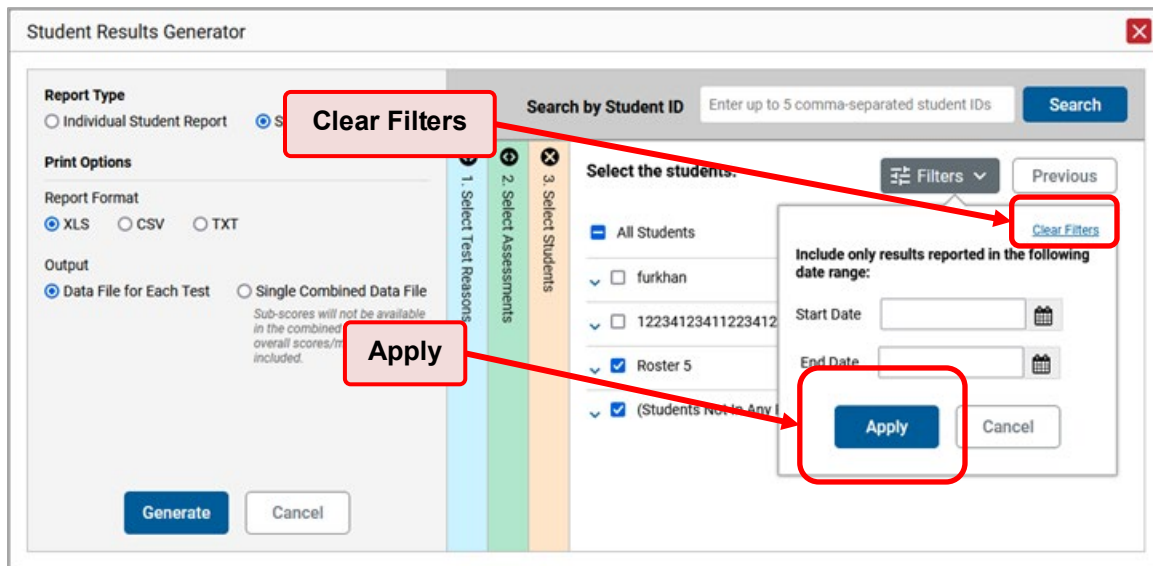 Student Results Generator
Report Type
Individual Student Report
S
Print Options
Report Format
XLS CSV TXT
Output
Data File for Each Test Single Combined Data File
Sub-scores will not be available
in the combined
overall scores/
included.
Generate Cancel
Clear Filters
Apply
1. Select Test Reasons
2. Select Assessments
3. Select Students
Search by Student ID Enter up to 5 comma-separated student IDs Search
Select the students. Filters Previous
All Students
furkhan
12234123411223412
Roster 5
(Students Not In Any
Clear Filters
Include only results reported in the following
date range:
Start Date
End Date
Apply Cancel